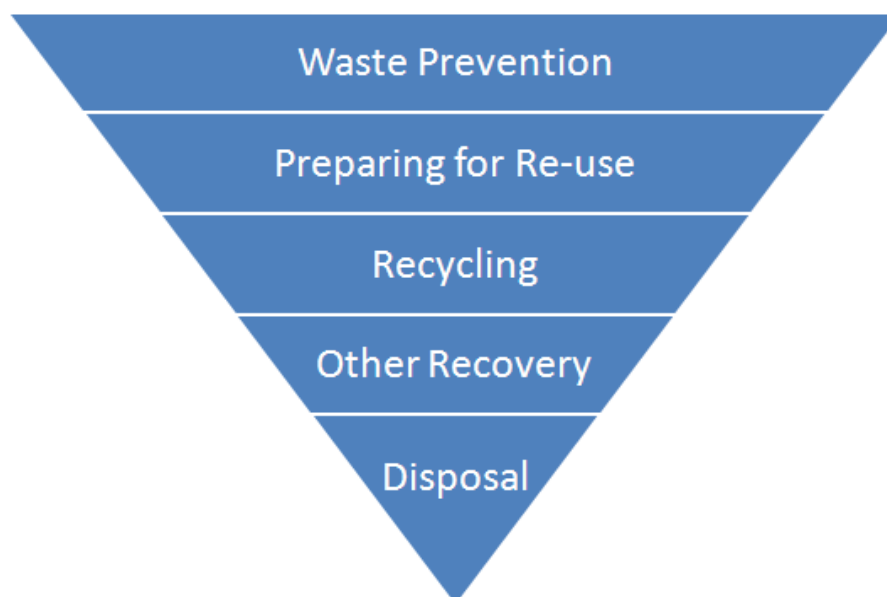 Waste Prevention
Preparing for Re-use
Recycling
Other Recovery
Disposal